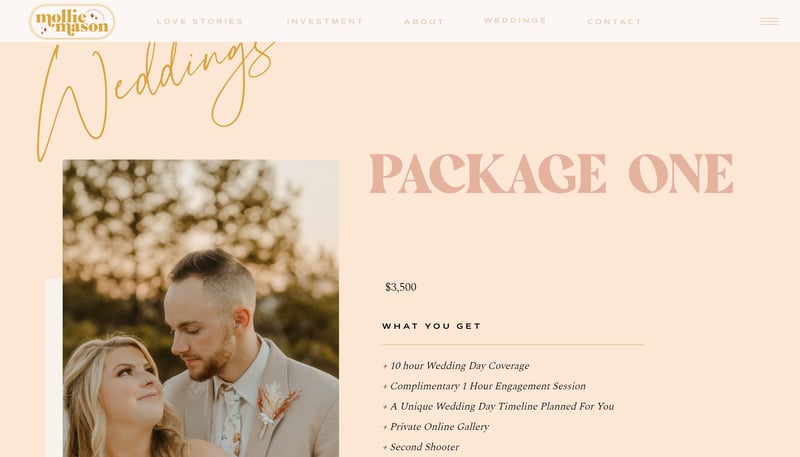 mollie
mason
LOVE STORIES
INVESTMENT
ABOUT
WEDDINGS
CONTACT
Weddings
PACKAGE ONE
$3,500
WHAT YOU GET
+ 10 hour Wedding Day Coverage
+ Complimentary 1 Hour Engagement Session
+ A Unique Wedding Day Timeline Planned For You
+ Private Online Gallery
+ Second Shooter